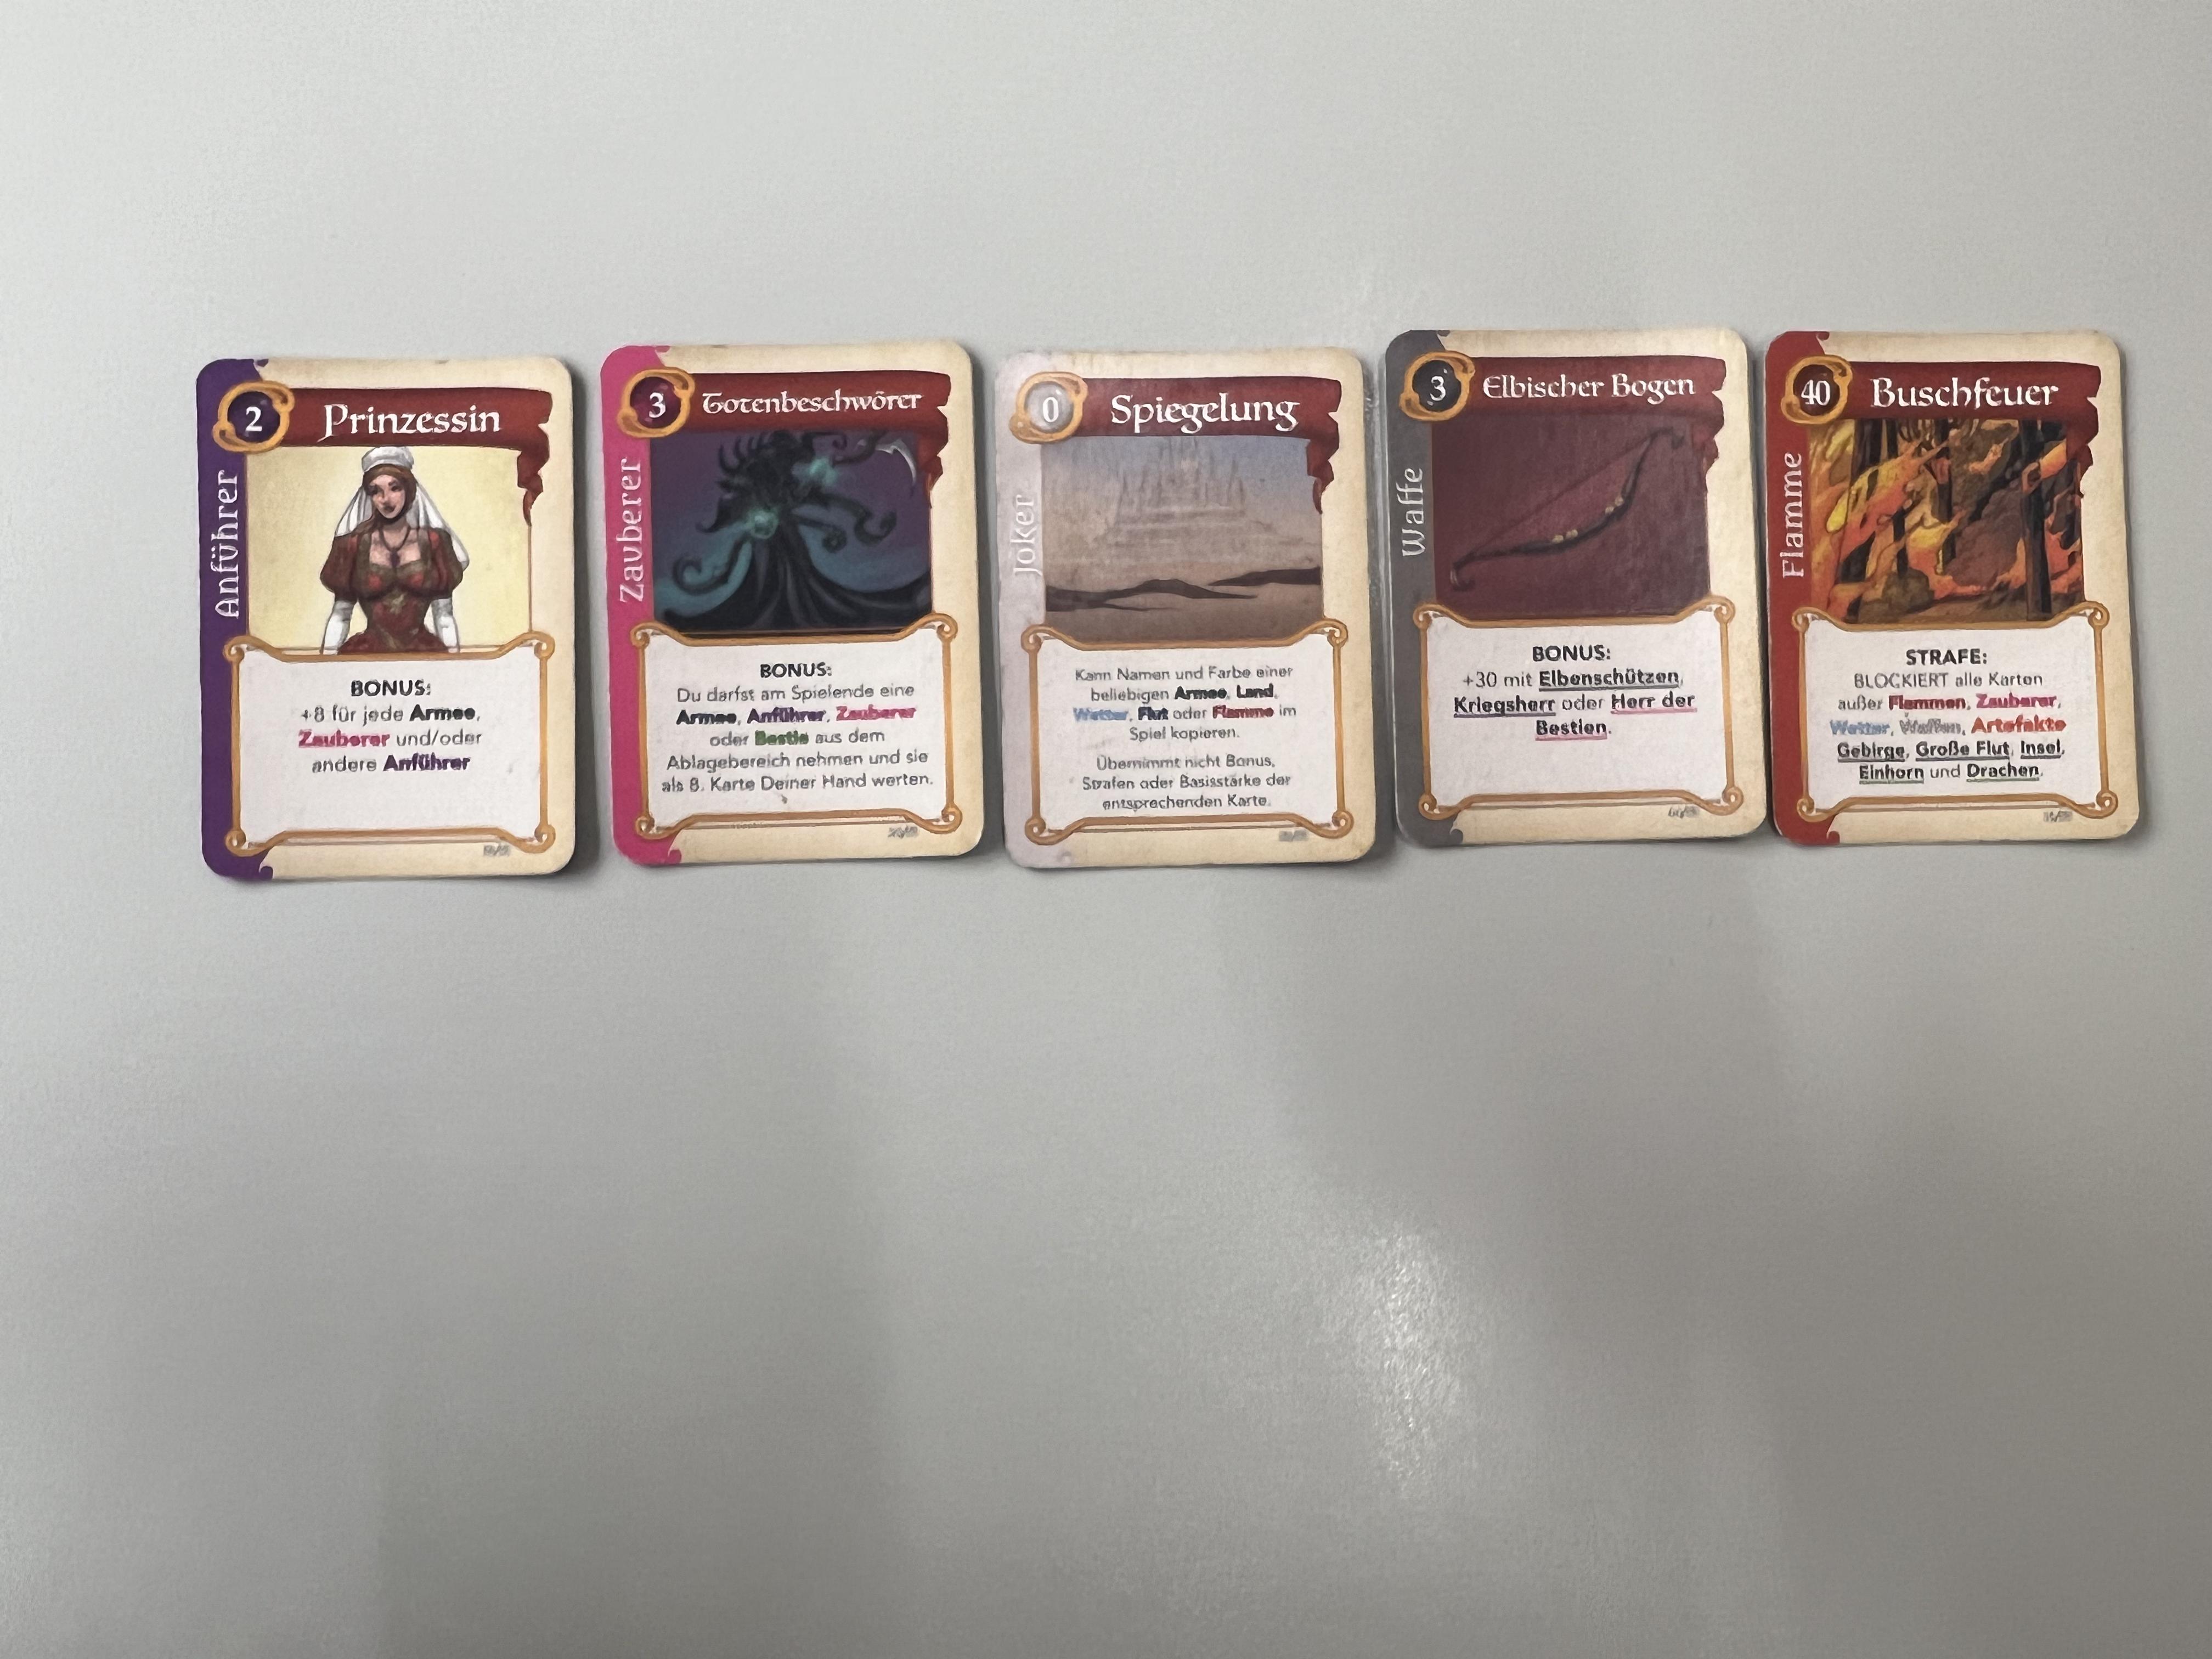 2
Prinzessin
Anführer
BONUS:
+8 für jede Armee,
Zauberer und/oder
andere Anführer
3
Totenbeschwörer
Zauberer
BONUS:
Du darfst am Spielende eine
Armee, Anführer, Zauberer
oder Bestie aus dem
Ablagebereich nehmen und sie
als 8. Karte Deiner Hand werten.
0
Spiegelung
Joker
Kann Namen und Farbe einer
beliebigen Armee, Land,
Wetter, Flut oder Flamme im
Spiel kopieren.
Übernimmt nicht Bonus,
Strafen oder Basisstärke der
entsprechenden Karte.
3
Elbischer Bogen
Waffe
BONUS:
+30 mit Elbenschützen,
Kriegsherr oder Herr der
Bestien.
40
Buschfeuer
Flamme
STRAFE:
BLOCKIERT alle Karten
außer Flammen, Zauberer,
Wetter, Waffen, Artefakte
Gebirge, Große Flut, Insel,
Einhorn und Drachen.